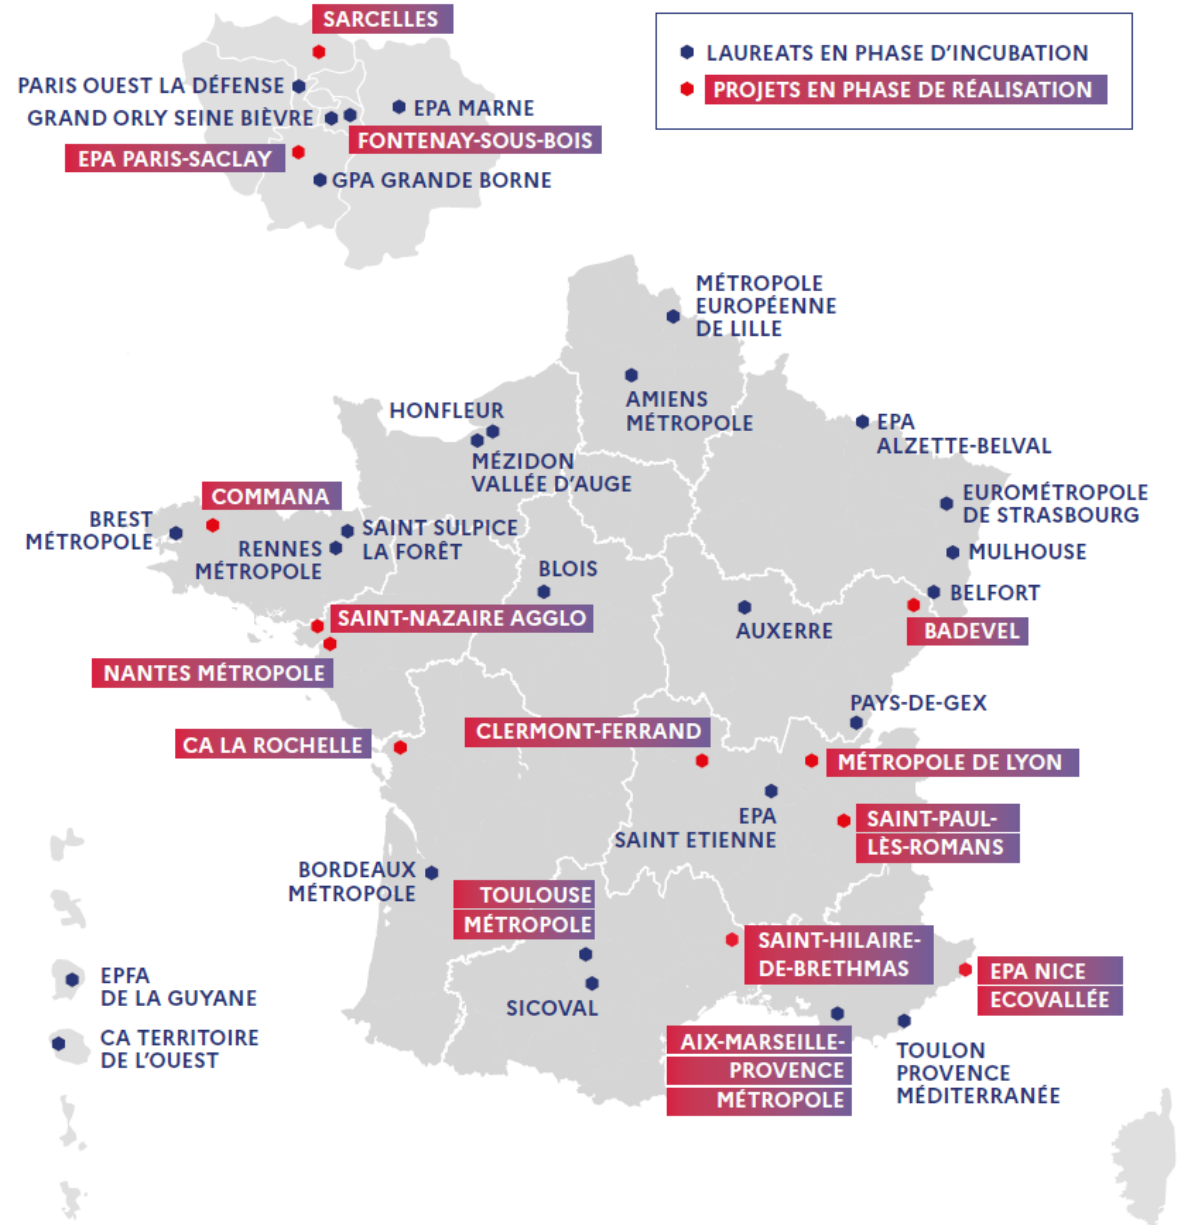 SARCELLES
LAUREATS EN PHASE D'INCUBATION
PROJETS EN PHASE DE RÉALISATION
PARIS OUEST LA DÉFENSE
GRAND ORLY SEINE BIÈVRE
EPA MARNE
FONTENAY-SOUS-BOIS
EPA PARIS-SACLAY
GPA GRANDE BORNE
MÉTROPOLE
EUROPÉENNE
DE LILLE
AMIENS
MÉTROPOLE
HONFLEUR
MÉZIDON
VALLÉE D'AUGE
EPA
ALZETTE-BELVAL
EUROMÉTROPOLE
DE STRASBOURG
COMMANA
BREST
MÉTROPOLE
SAINT SULPICE
LA FORÊT
RENNES
MÉTROPOLE
MULHOUSE
BLOIS
BELFORT
SAINT-NAZAIRE AGGLO
AUXERRE
BADEVEL
NANTES MÉTROPOLE
PAYS-DE-GEX
CLERMONT-FERRAND
CA LA ROCHELLE
MÉTROPOLE DE LYON
EPA
SAINT ETIENNE
SAINT-PAUL-
LÈS-ROMANS
BORDEAUX
MÉTROPOLE
TOULOUSE
MÉTROPOLE
SAINT-HILAIRE-
DE-BRETHMAS
EPA NICE
ECOVALLÉE
EPFA
DE LA GUYANE
SICOVAL
CA TERRITOIRE
DE L'OUEST
AIX-MARSEILLE-
PROVENCE
MÉTROPOLE
TOULON
PROVENCE
MÉDITERRANÉE